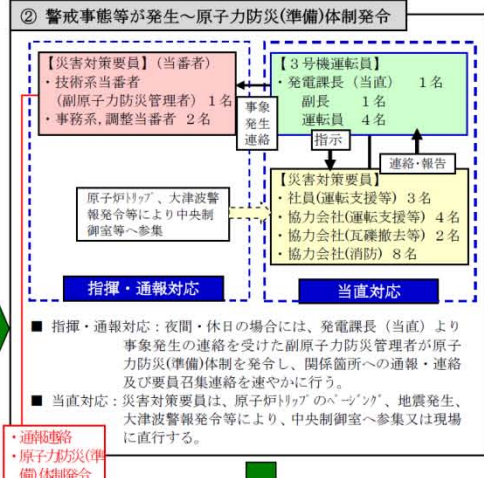 ② 警戒事態等が発生～原子力防災(準備)体制発令
【災害対策要員】(当番者)
・技術系当番者
(副原子力防災管理者) 1名
・事務系,調整当番者 2名
事象
発生
連絡
【3号機運転員】
・発電課長(当直) 1名
副長 1名
運転員 4名
指示
連絡・報告
原子炉トリップ、大津波警
報発令等により中央制
御室等へ参集
【災害対策要員】
・社員(運転支援等) 3名
・協力会社(運転支援等) 4名
・協力会社(瓦礫撤去等) 2名
・協力会社(消防) 8名
指揮・通報対応
当直対応
■ 指揮・通報対応：夜間・休日の場合には、発電課長（当直）より
事象発生の連絡を受けた副原子力防災管理者が原子
力防災(準備)体制を発令し、関係箇所への通報・連絡
及び要員召集連絡を速やかに行う。
■ 当直対応：災害対策要員は、原子炉トリップのページング、地震発生、
大津波警報発令等により、中央制御室へ参集又は現場
に直行する。
・通報連絡
・原子力防災(準
備)体制発令